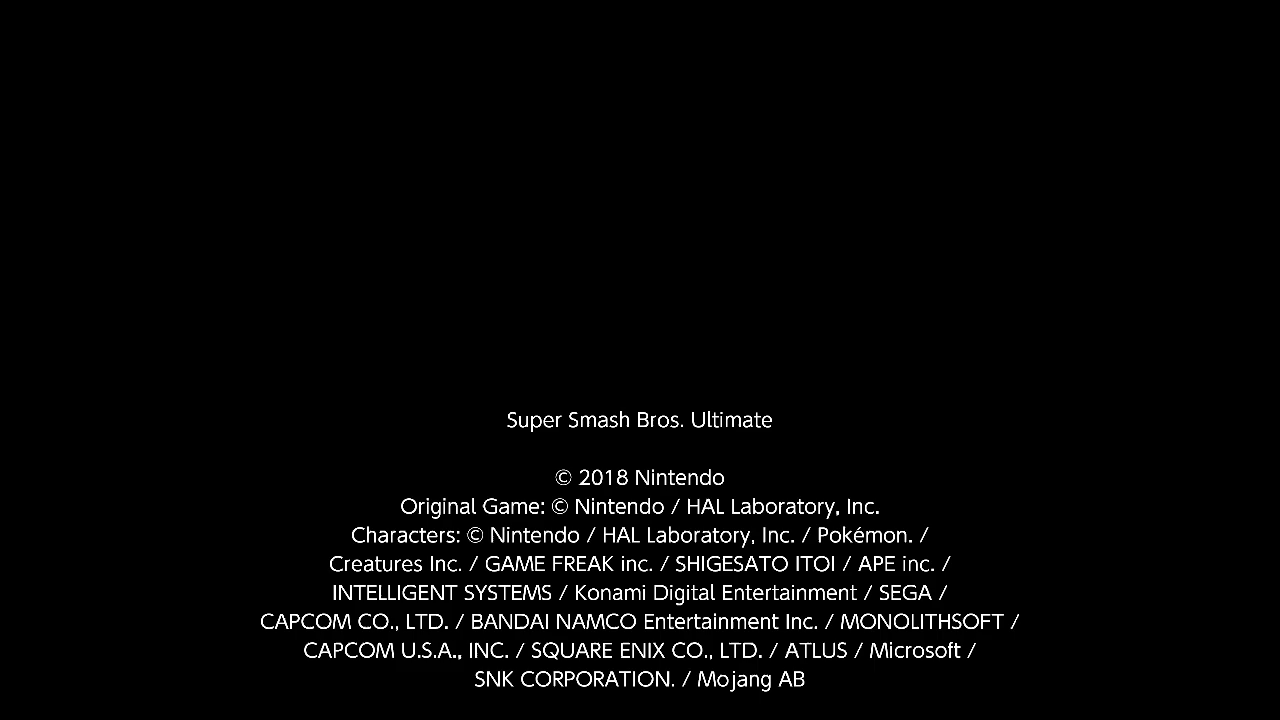 Super Smash Bros. Ultimate
© 2018 Nintendo
Original Game: © Nintendo / HAL Laboratory, Inc.
Characters: © Nintendo / HAL Laboratory, Inc. / Pokémon. /
Creatures Inc. / GAME FREAK inc. / SHIGESATO ITOI / APE inc. /
INTELLIGENT SYSTEMS / Konami Digital Entertainment / SEGA /
CAPCOM CO., LTD. / BANDAI NAMCO Entertainment Inc. / MONOLITHSOFT /
CAPCOM U.S.A., INC. / SQUARE ENIX CO., LTD. / ATLUS / Microsoft /
SNK CORPORATION. / Mojang AB